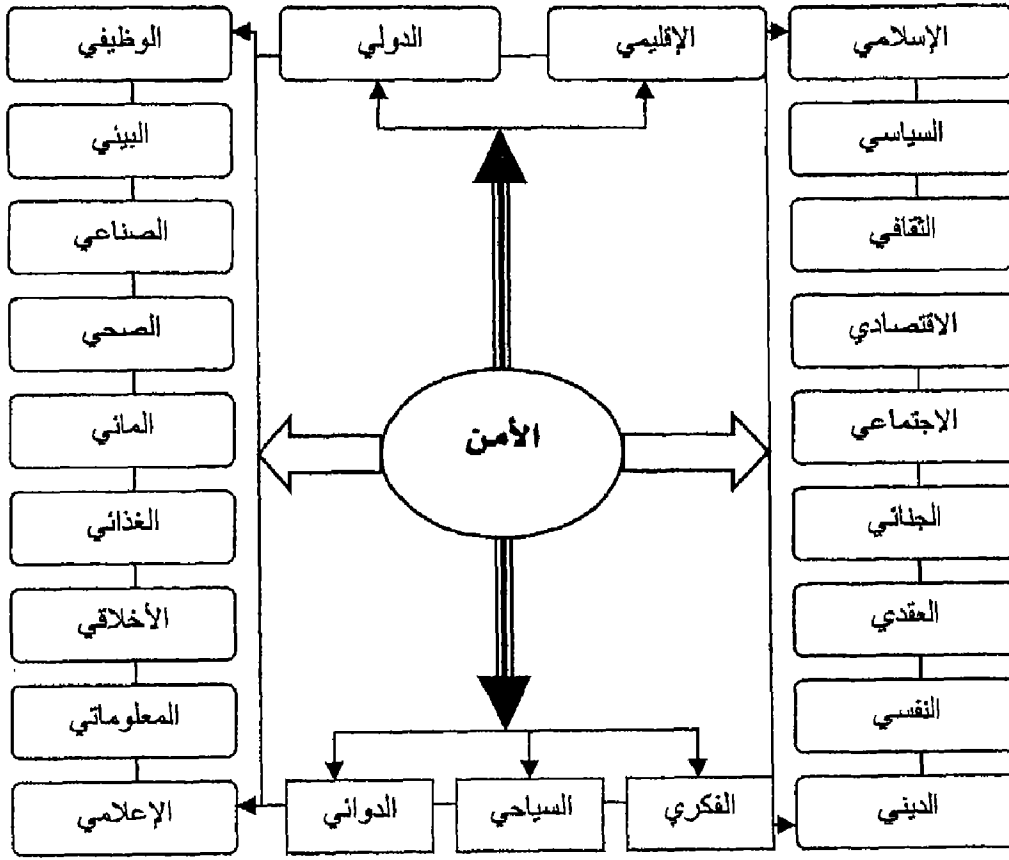 الإسلامي
الإقليمي
الدولي
الوظيفي
السياسي
البيئي
الثقافي
الصناعي
الاقتصادي
الصحي
الإجتماعي
الأمن
المائي
الجنائي
الغذائي
العقدي
الأخلاقي
النفسي
المعلوماتي
الديني
الفكري
السياحي
الدوائي
الإعلامي